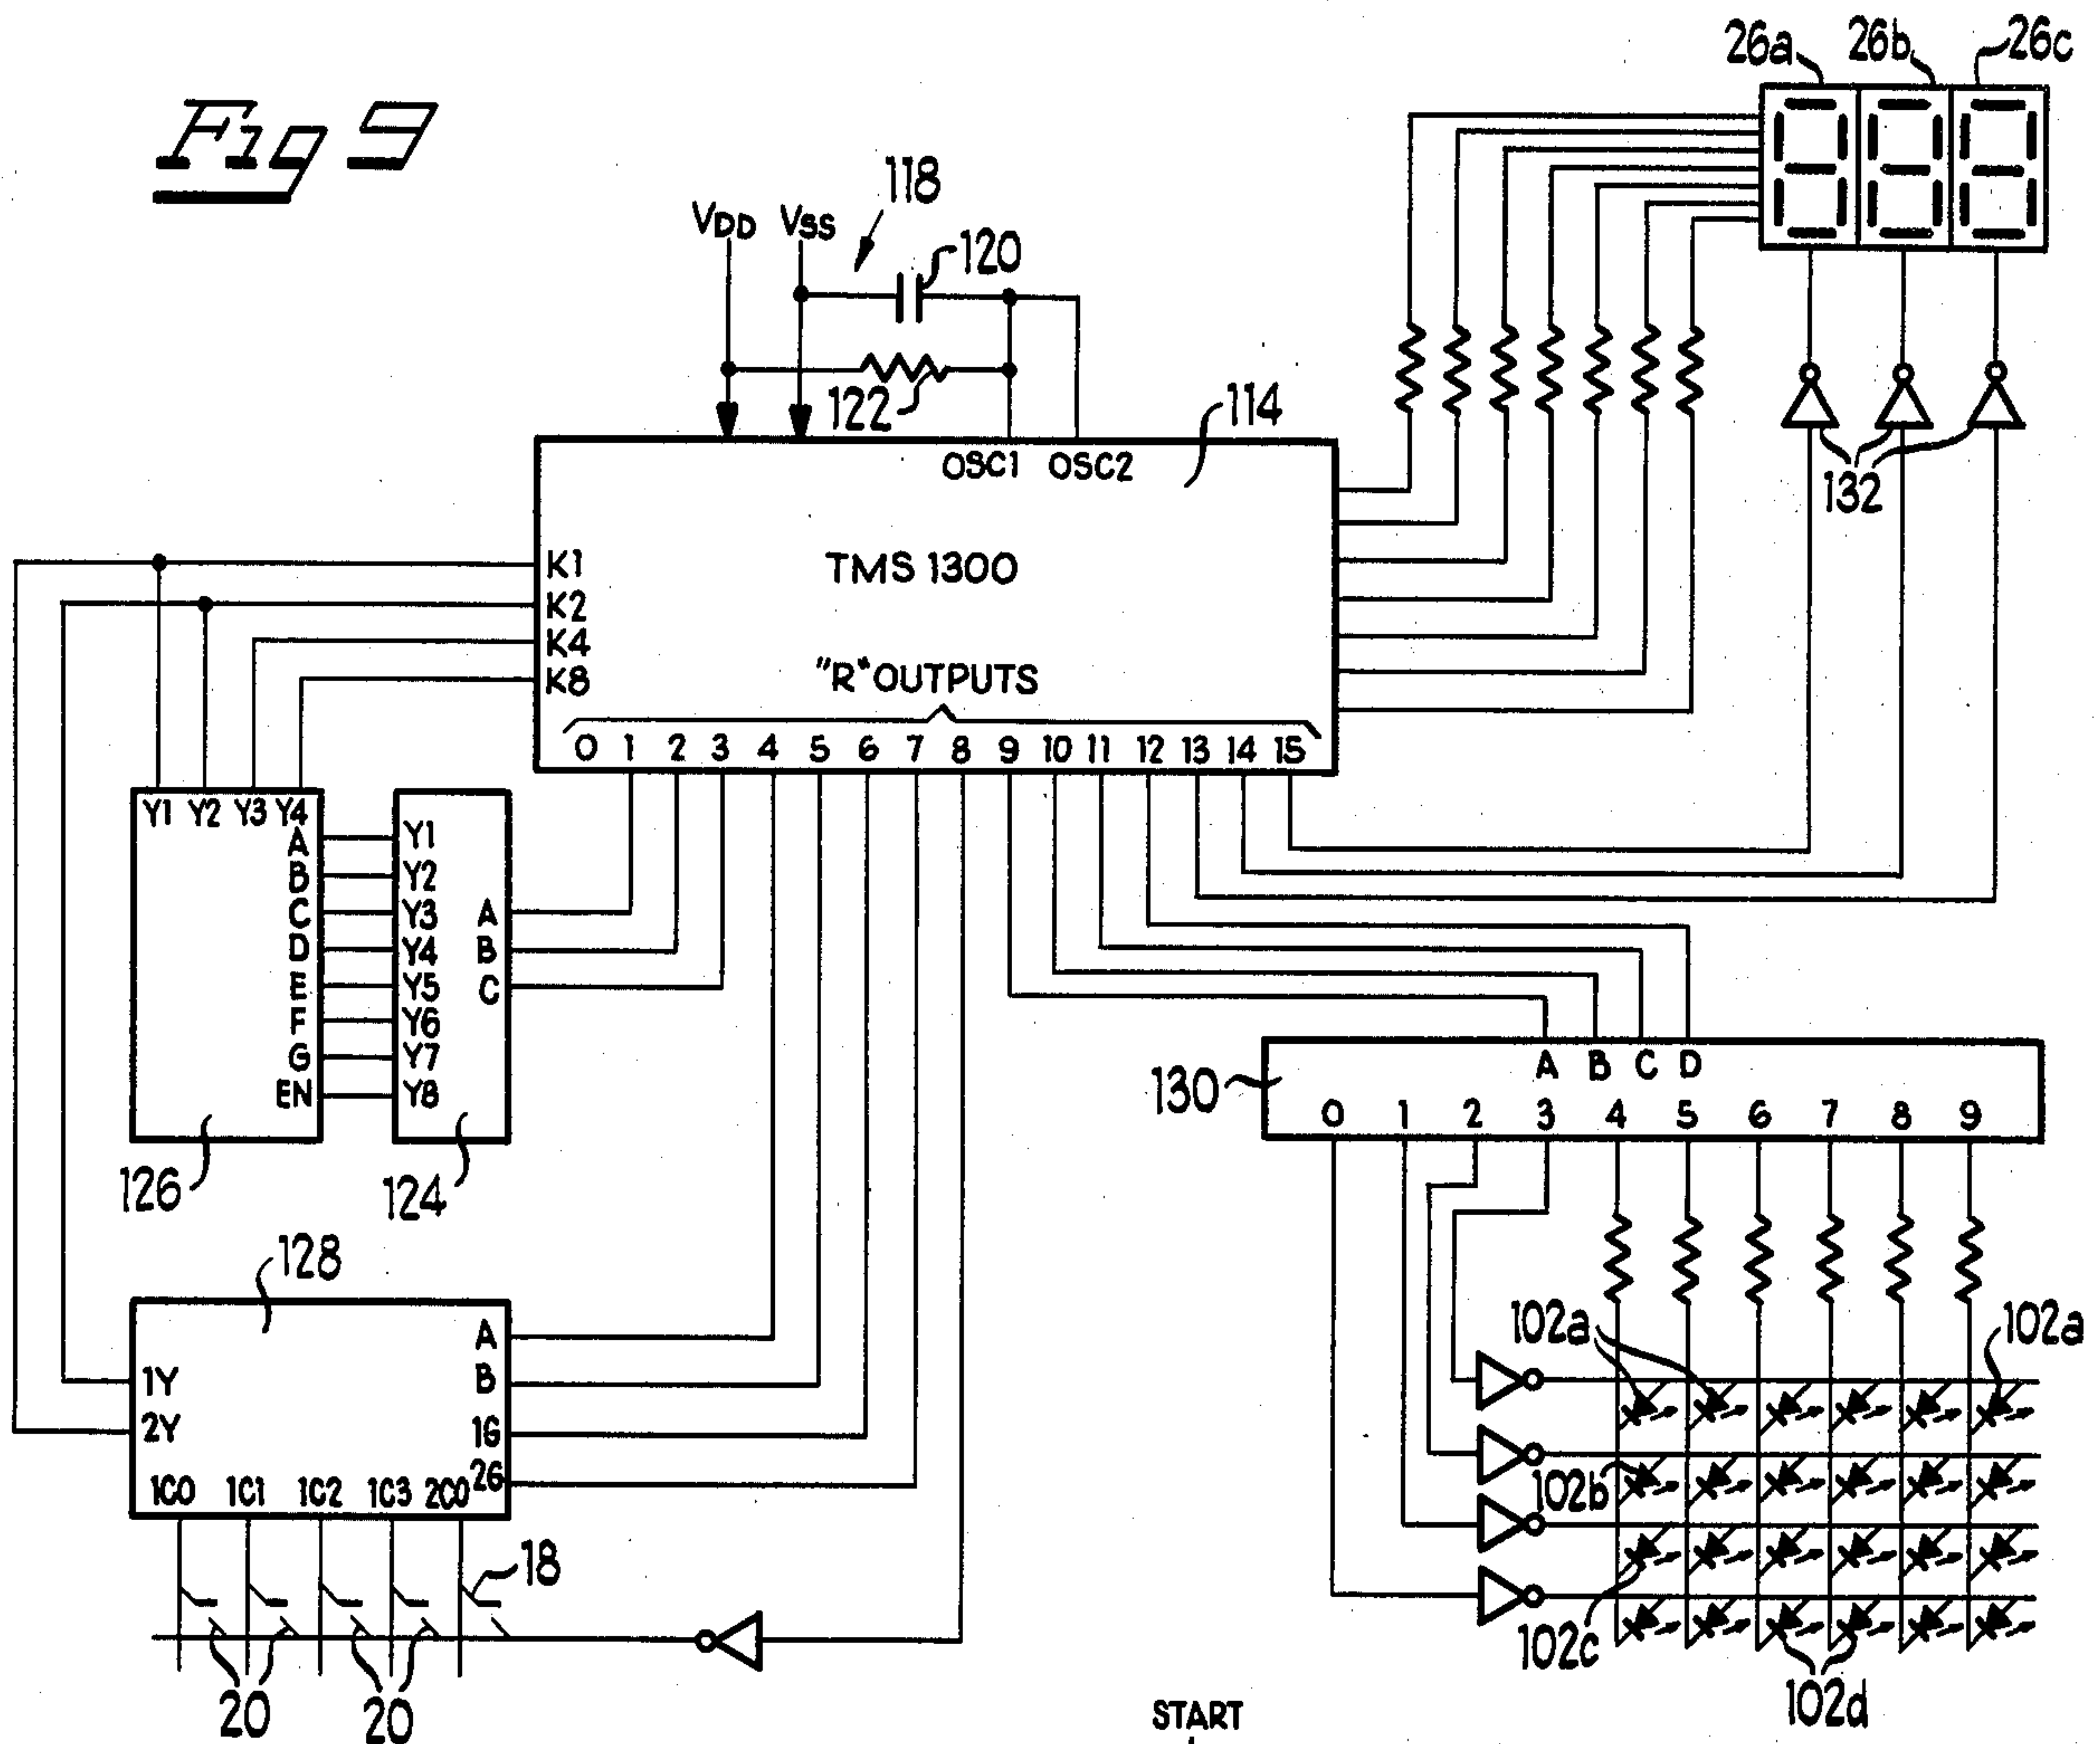 Fig 9
26a 26b 26c
118
VDD VSS
120
122
114
132
OSC1 OSC2
TMS 1300
K1
K2
K4
K8
"R" OUTPUTS
0 1 2 3 4 5 6 7 8 9 10 11 12 13 14 15
Y1 Y2 Y3 Y4
A
B
C
D
E
F
G
EN
Y1
Y2
Y3
Y4
Y5
Y6
Y7
Y8
A
B
C
126
124
130
A B C D
0 1 2 3 4 5 6 7 8 9
128
A
B
1G
2G
1Y
2Y
1C0 1C1 1C2 1C3 2C0
18
20 20
102a 102a
102b
102c
102d
START